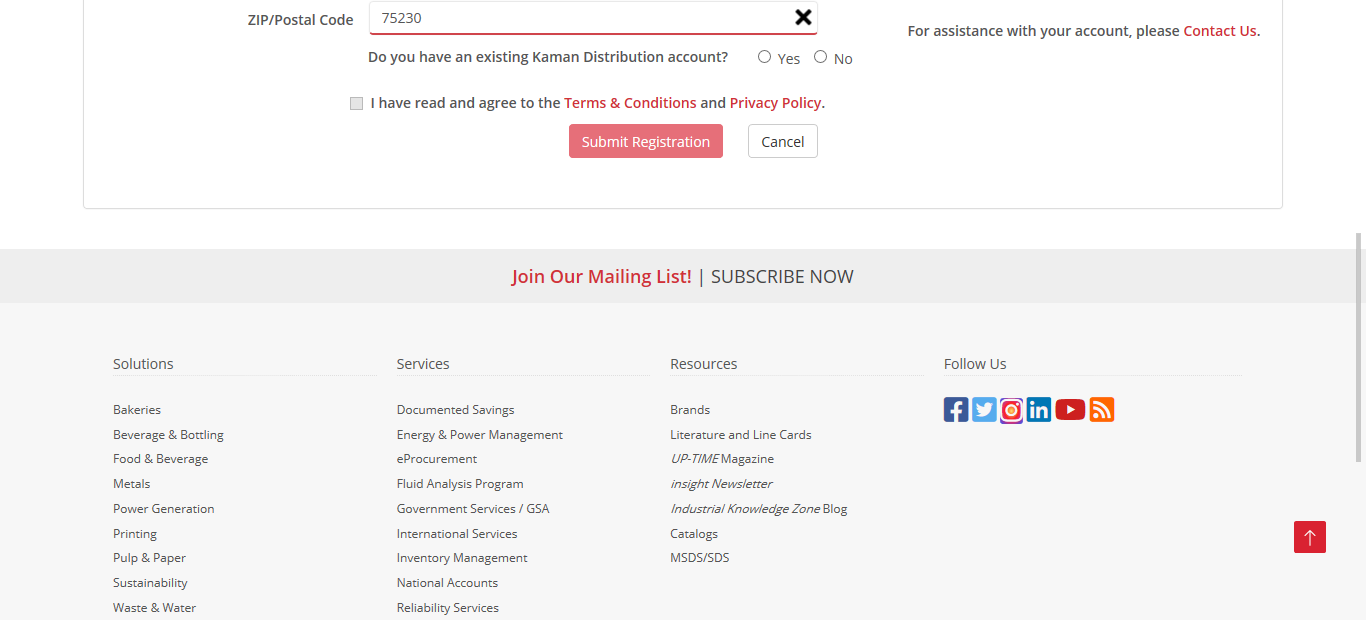 ZIP/Postal Code
75230
For assistance with your account, please Contact Us.
Do you have an existing Kaman Distribution account?
Yes
No
I have read and agree to the Terms & Conditions and Privacy Policy.
Submit Registration
Cancel
Join Our Mailing List! | SUBSCRIBE NOW
Solutions
Bakeries
Beverage & Bottling
Food & Beverage
Metals
Power Generation
Printing
Pulp & Paper
Sustainability
Waste & Water
Services
Documented Savings
Energy & Power Management
eProcurement
Fluid Analysis Program
Government Services / GSA
International Services
Inventory Management
National Accounts
Reliability Services
Resources
Brands
Literature and Line Cards
UP-TIME Magazine
insight Newsletter
Industrial Knowledge Zone Blog
Catalogs
MSDS/SDS
Follow Us